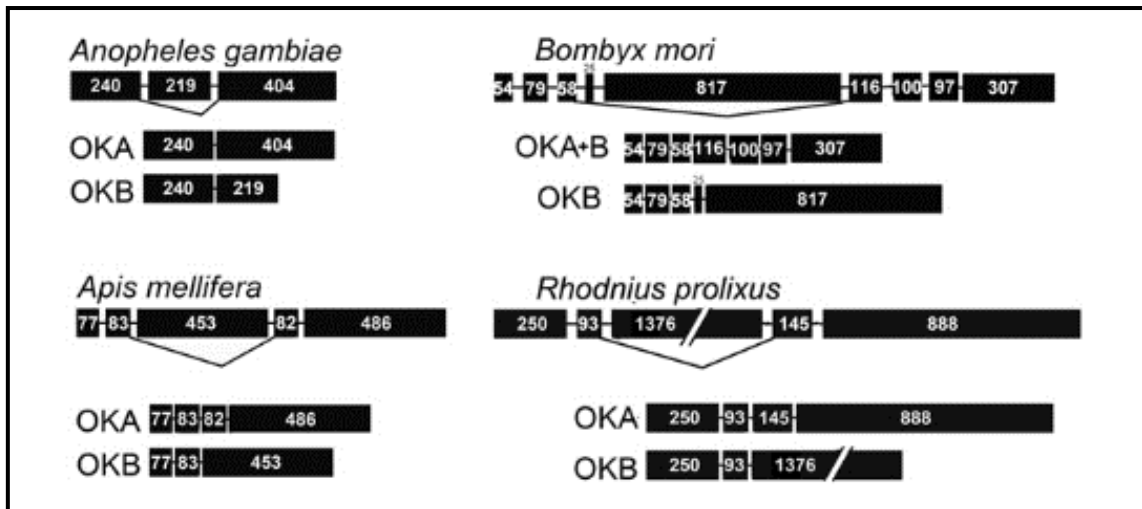 Anopheles gambiae
240 219 404
OKA 240 404
OKB 240 219
Bombyx mori
25
54 79 58 817 116 100 97 307
OKA+B 54 79 58 116 100 97 307
25
OKB 54 79 58 817
Apis mellifera
77 83 453 82 486
OKA 77 83 82 486
OKB 77 83 453
Rhodnius prolixus
250 93 1376 145 888
OKA 250 93 145 888
OKB 250 93 1376